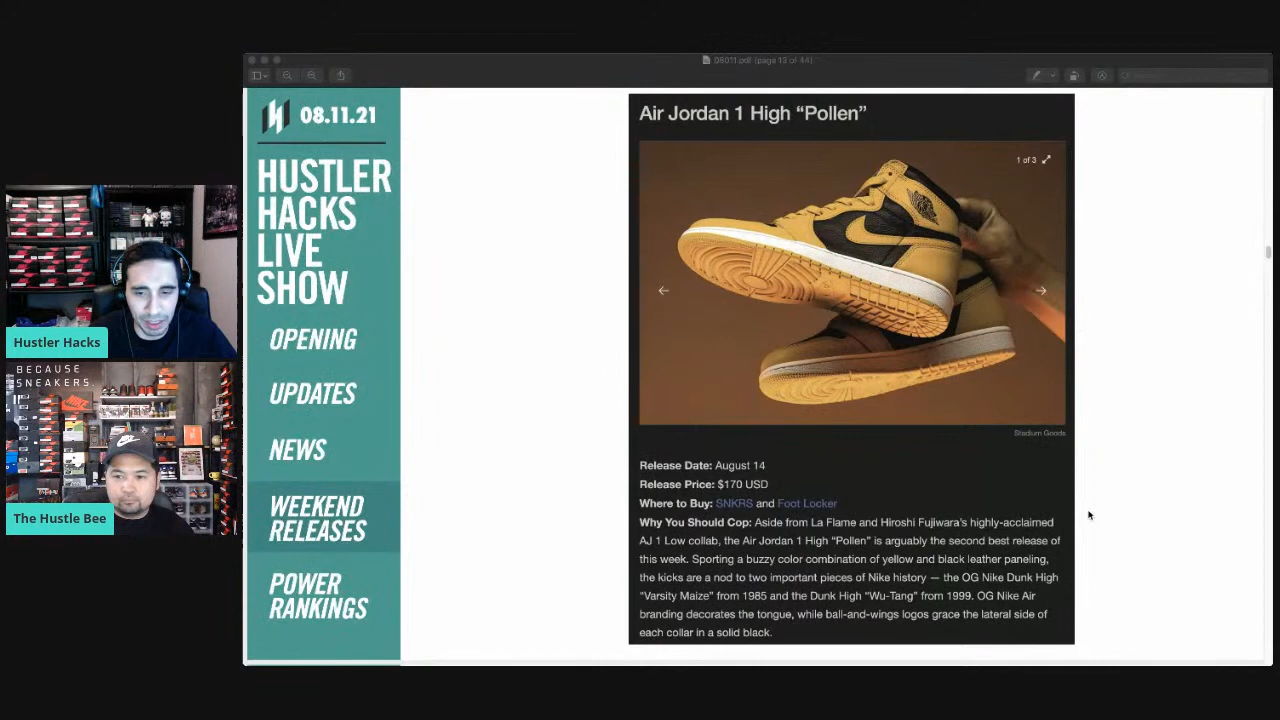 08011.pdf (page 13 of 44)
08.11.21
HUSTLER
HACKS
LIVE
SHOW
OPENING
UPDATES
NEWS
WEEKEND
RELEASES
POWER
RANKINGS
Hustler Hacks
BECAUSE
SNEAKERS.
The Hustle Bee
Air Jordan 1 High “Pollen”
1 of 3
Stadium Goods
Release Date: August 14
Release Price: $170 USD
Where to Buy: SNKRS and Foot Locker
Why You Should Cop: Aside from La Flame and Hiroshi Fujiwara’s highly-acclaimed
AJ 1 Low collab, the Air Jordan 1 High “Pollen” is arguably the second best release of
this week. Sporting a buzzy color combination of yellow and black leather paneling,
the kicks are a nod to two important pieces of Nike history — the OG Nike Dunk High
“Varsity Maize” from 1985 and the Dunk High “Wu-Tang” from 1999. OG Nike Air
branding decorates the tongue, while ball-and-wings logos grace the lateral side of
each collar in a solid black.